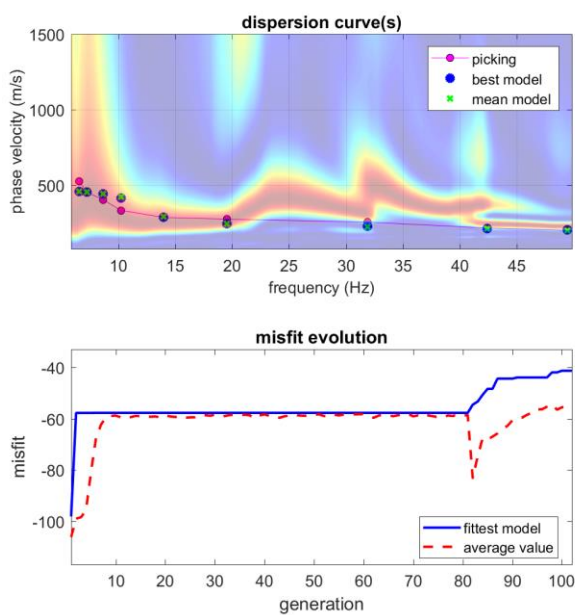 dispersion curve(s)
1500
1000
500
phase velocity (m/s)
picking
best model
mean model
10 15 20 25 30 35 40 45
frequency (Hz)
misfit evolution
-40
-60
-80
-100
misfit
fittest model
average value
10 20 30 40 50 60 70 80 90 100
generation